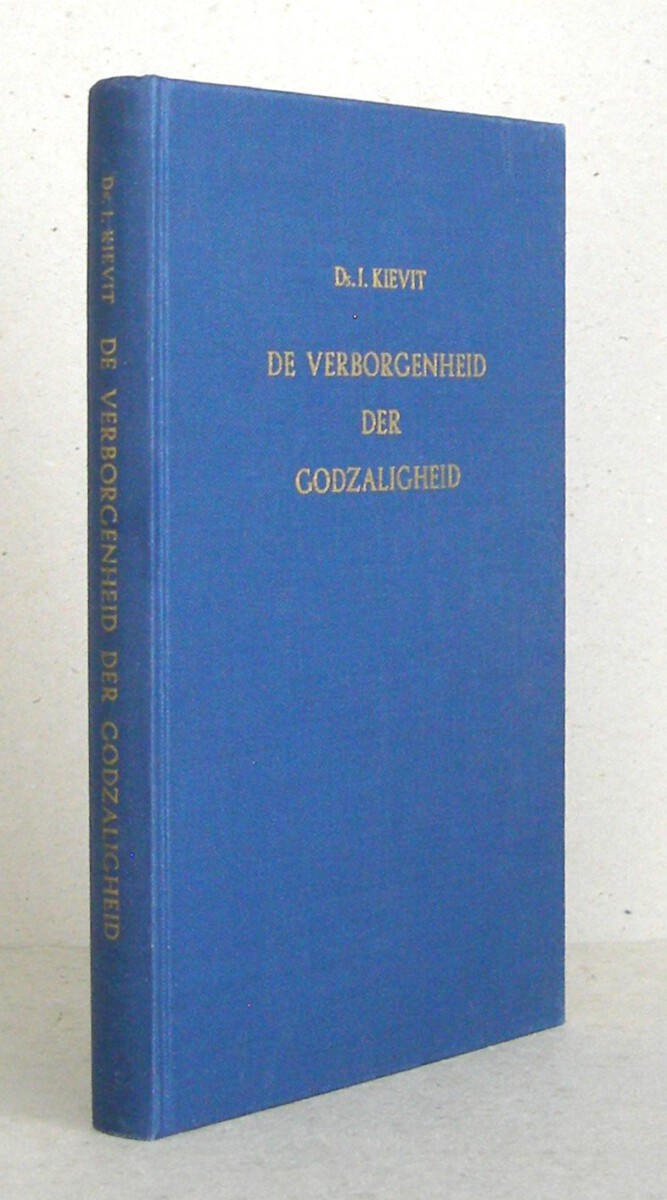 Ds. I. KIEVIT
DE VERBORGENHEID
DER
GODZALIGHEID
Ds. I. KIEVIT DE VERBORGENHEID DER GODZALIGHEID